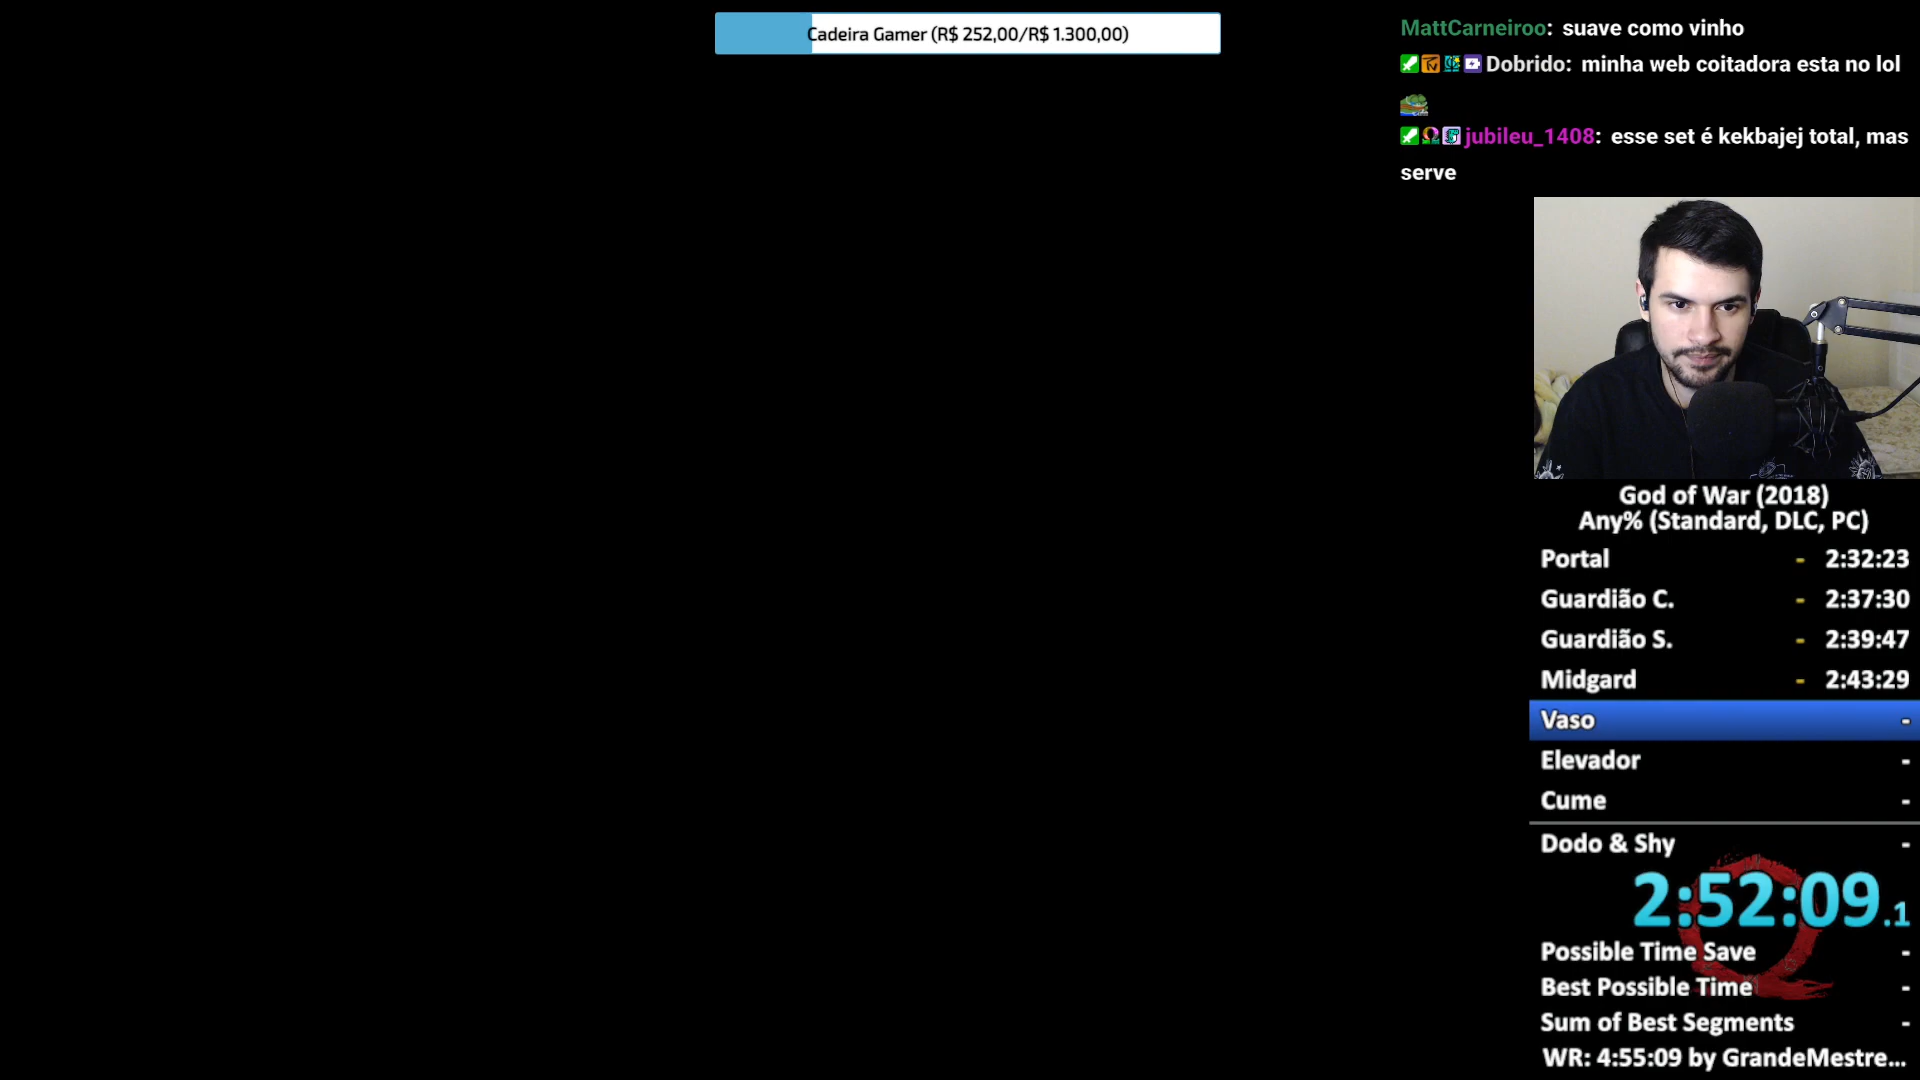 Cadeira Gamer (R$ 252,00/R$ 1.300,00)
MattCarneiroo: suave como vinho
Dobrido: minha web coitadora esta no lol
jubileu_1408: esse set é kekbajej total, mas
serve
God of War (2018)
Any% (Standard, DLC, PC)
Portal - 2:32:23
Guardião C. - 2:37:30
Guardião S. - 2:39:47
Midgard - 2:43:29
Vaso -
Elevador -
Cume -
Dodo & Shy -
2:52:09.1
Possible Time Save -
Best Possible Time -
Sum of Best Segments -
WR: 4:55:09 by GrandeMestre...